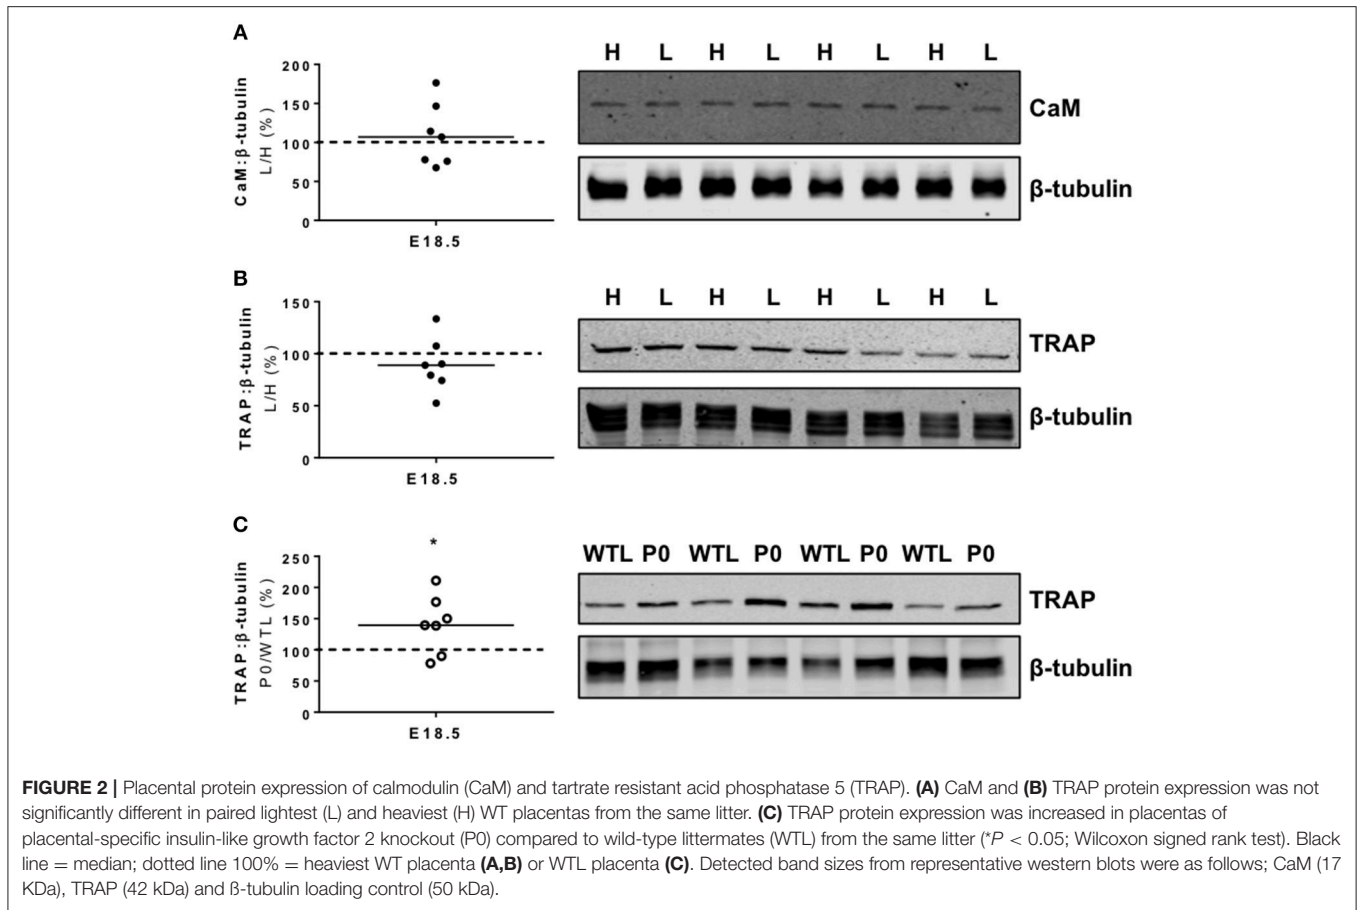 A
CaM:β-tubulin
L/H (%)
200
150
100
50
0
E18.5
H L H L H L H L
CaM
β-tubulin
B
TRAP:β-tubulin
L/H (%)
150
100
50
0
E18.5
H L H L H L H L
TRAP
β-tubulin
C
TRAP:β-tubulin
P0/WTL (%)
250
200
150
100
50
0
*
E18.5
WTL P0 WTL P0 WTL P0 WTL P0
TRAP
β-tubulin
FIGURE 2 | Placental protein expression of calmodulin (CaM) and tartrate resistant acid phosphatase 5 (TRAP). (A) CaM and (B) TRAP protein expression was not
significantly different in paired lightest (L) and heaviest (H) WT placentas from the same litter. (C) TRAP protein expression was increased in placentas of
placental-specific insulin-like growth factor 2 knockout (P0) compared to wild-type littermates (WTL) from the same litter (*P < 0.05; Wilcoxon signed rank test). Black
line = median; dotted line 100% = heaviest WT placenta (A,B) or WTL placenta (C). Detected band sizes from representative western blots were as follows; CaM (17
KDa), TRAP (42 kDa) and ß-tubulin loading control (50 kDa).